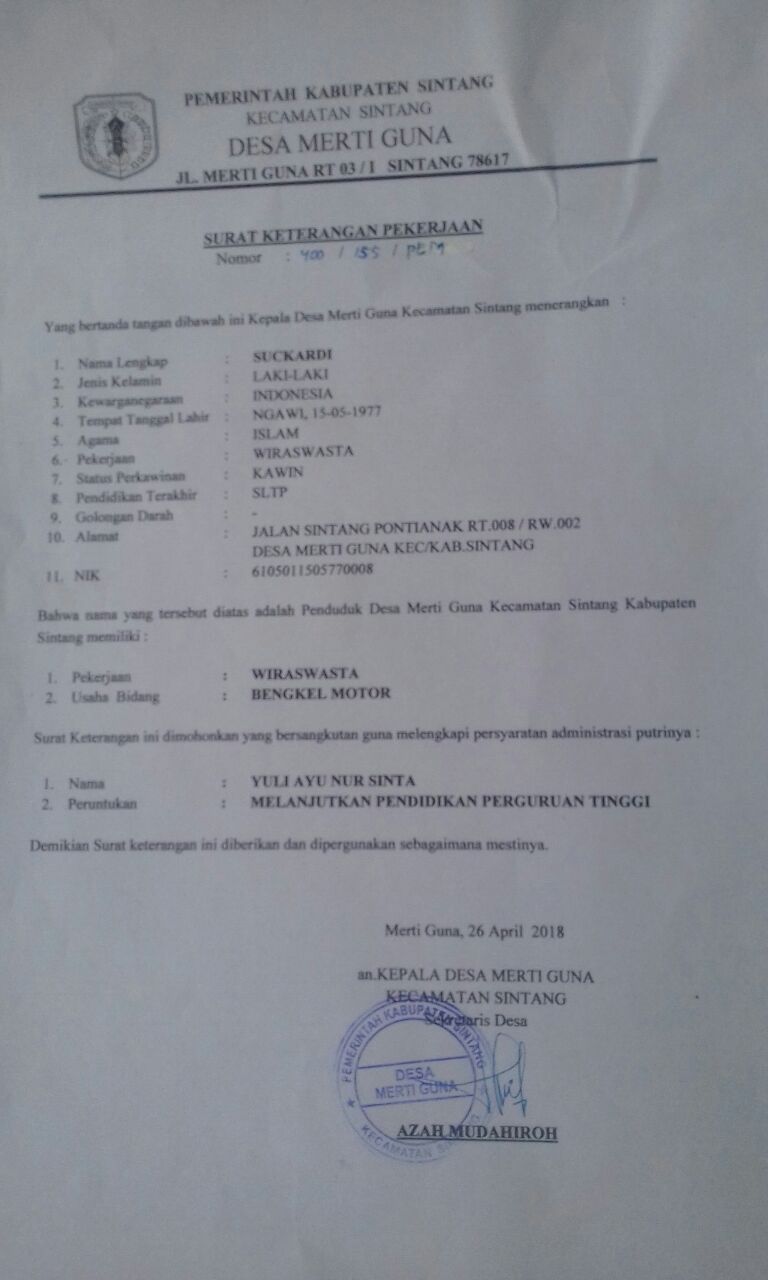 PEMERINTAH KABUPATEN SINTANG
KECAMATAN SINTANG
DESA MERTI GUNA
JL. MERTI GUNA RT 03 / I SINTANG 78617
SURAT KETERANGAN PEKERJAAN
Nomor : 400 / 155 / PEM
Yang bertanda tangan dibawah ini Kepala Desa Merti Guna Kecamatan Sintang menerangkan :
1. Nama Lengkap : SUCKARDI
2. Jenis Kelamin : LAKI-LAKI
3. Kewarganegaraan : INDONESIA
4. Tempat Tanggal Lahir : NGAWI, 15-05-1977
5. Agama : ISLAM
6. Pekerjaan : WIRASWASTA
7. Status Perkawinan : KAWIN
8. Pendidikan Terakhir : SLTP
9. Golongan Darah : -
10. Alamat : JALAN SINTANG PONTIANAK RT.008 / RW.002
DESA MERTI GUNA KEC/KAB.SINTANG
11. NIK : 6105011505770008
Bahwa nama yang tersebut diatas adalah Penduduk Desa Merti Guna Kecamatan Sintang Kabupaten
Sintang memiliki :
1. Pekerjaan : WIRASWASTA
2. Usaha Bidang : BENGKEL MOTOR
Surat Keterangan ini dimohonkan yang bersangkutan guna melengkapi persyaratan administrasi putrinya :
1. Nama : YULI AYU NUR SINTA
2. Peruntukan : MELANJUTKAN PENDIDIKAN PERGURUAN TINGGI
Demikian Surat keterangan ini diberikan dan dipergunakan sebagaimana mestinya.
Merti Guna, 26 April 2018
an.KEPALA DESA MERTI GUNA
KECAMATAN SINTANG
Sekretaris Desa
PEMERINTAH KABUPATEN SINTANG
DESA
MERTI GUNA
KECAMATAN
AZAH MUDAHIROH